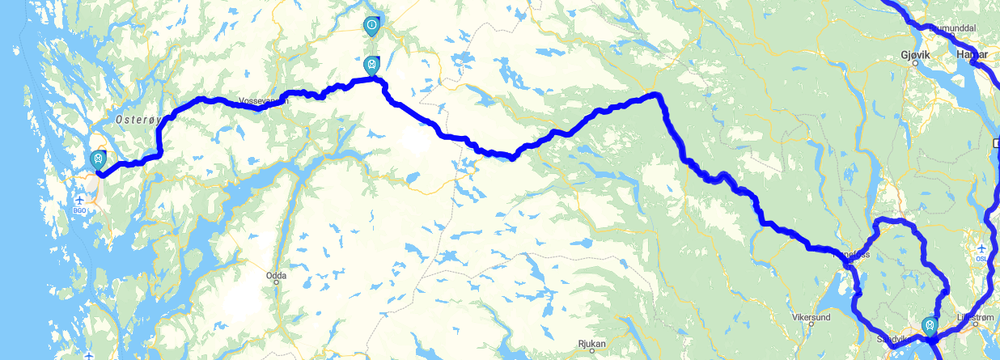 Brumunddal
Gjøvik
Hamar
Vossevangen
Osterøy
BGO
OSL
Hønefoss
Odda
Vikersund
Lillestrøm
Sandvika
Rjukan